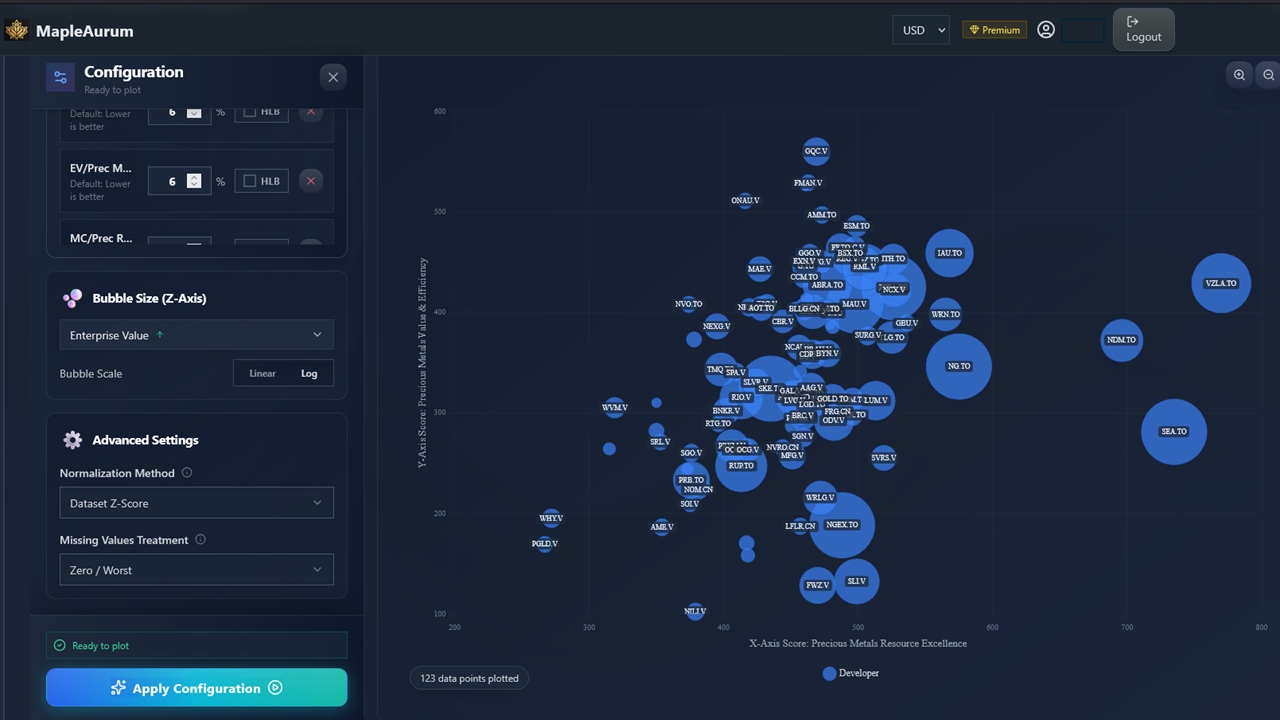 MapleAurum
USD
Premium
Logout
Configuration
Ready to plot
Default: Lower
is better
6
%
HLB
EV/Prec M...
Default: Lower
is better
6
%
HLB
MC/Prec R...
Bubble Size (Z-Axis)
Enterprise Value ↑
Bubble Scale
Linear
Log
Advanced Settings
Normalization Method
Dataset Z-Score
Missing Values Treatment
Zero / Worst
Ready to plot
Apply Configuration
Y-Axis Score: Precious Metals Value & Efficiency
600
500
400
300
200
100
GQC.V
FMAN.V
ONAU.V
AMM.TO
ESM.TO
GGO.V
BSX.TO
ITH.TO
IAU.TO
EXN.V
RML.V
MAE.V
CCM.TO
ABRA.TO
NCX.V
VZLA.TO
NVO.TO
AOT.TO
BLLG.CN
MAU.V
WRN.TO
NEXG.V
CBR.V
GBU.V
SURG.V
LG.TO
NDM.TO
CDP
BYN.V
NG.TO
TMQ.TO
SPA.V
SLVR.V
SKE.T
GAL
AAG.V
RIO.V
LGD.TO
GOLD.TO
LUM.V
WVM.V
BNKR.V
BRC.V
FRG.CN
ODV.V
RTG.TO
SEA.TO
SRL.V
SGN.V
SGO.V
OCG.V
NVRO.CN
MFG.V
SVRS.V
RUP.TO
PRB.TO
NOM.CN
SOI.V
WRLG.V
WHY.V
AME.V
LFLR.CN
NGEX.TO
PGLD.V
FWZ.V
SLI.V
NILI.V
200
300
400
500
600
700
800
X-Axis Score: Precious Metals Resource Excellence
123 data points plotted
Developer